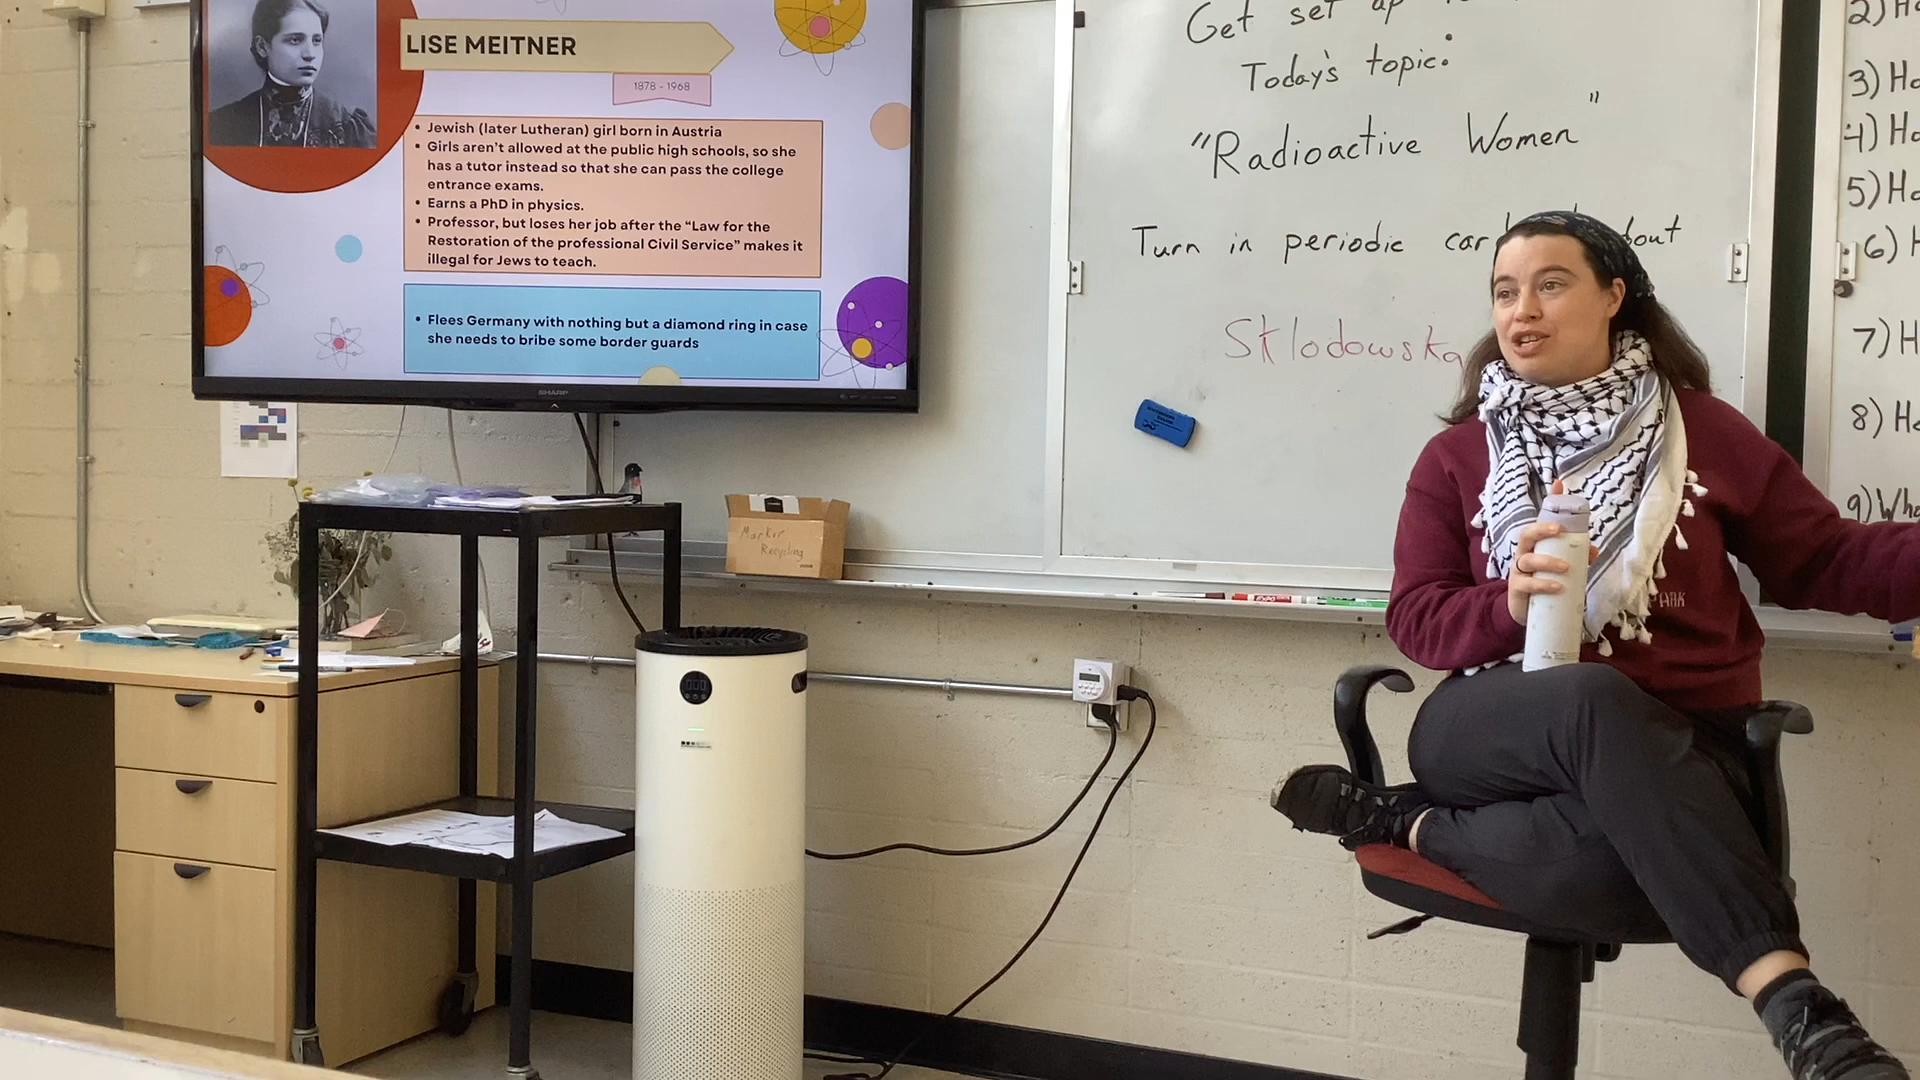 LISE MEITNER
1878 - 1968
• Jewish (later Lutheran) girl born in Austria
• Girls aren't allowed at the public high schools, so she
has a tutor instead so that she can pass the college
entrance exams.
• Earns a PhD in physics.
• Professor, but loses her job after the "Law for the
Restoration of the professional Civil Service" makes it
illegal for Jews to teach.
• Flees Germany with nothing but a diamond ring in case
she needs to bribe some border guards
SHARP
Get set up
Today's topic:
"Radioactive Women"
Turn in periodic
Sklodowska
2) H
3) Ho
4) Ho
5) Ho
6) H
7) H
8) Ho
9) Wha
Marker
Recycling
EXPO
PARK